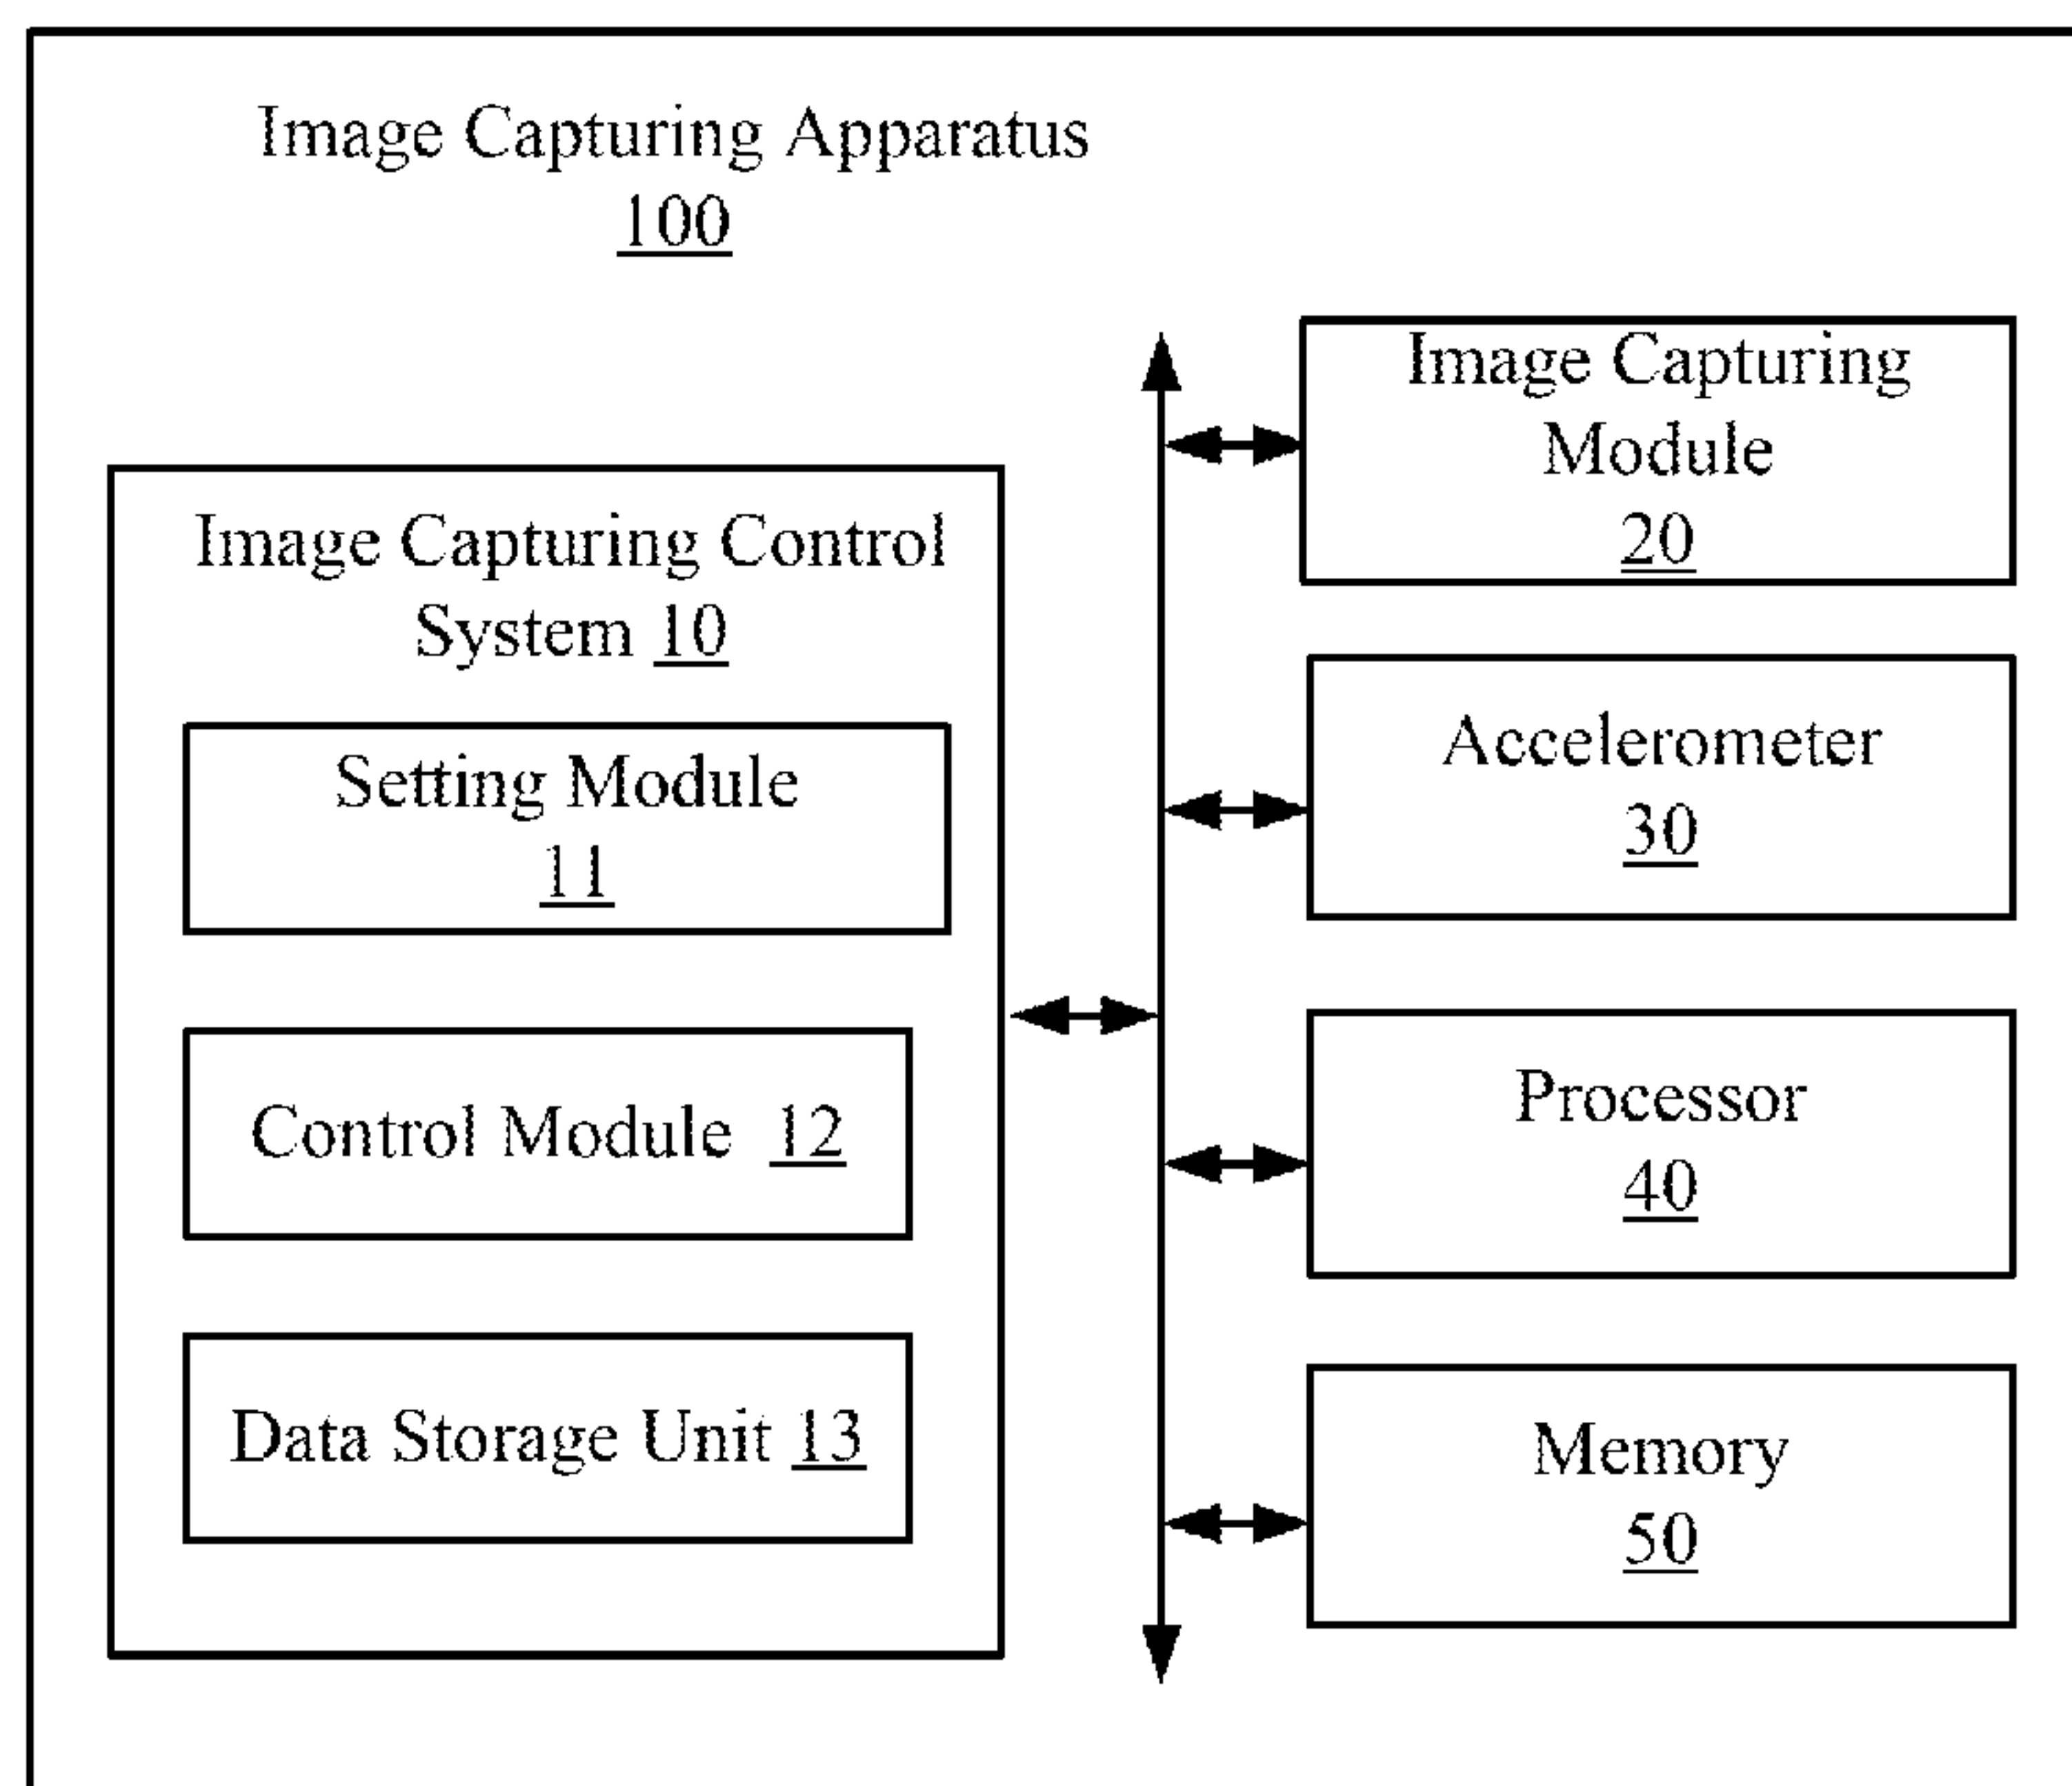 Image Capturing Apparatus
100
Image Capturing Control
System 10
Setting Module
11
Control Module 12
Data Storage Unit 13
Image Capturing
Module
20
Accelerometer
30
Processor
40
Memory
50